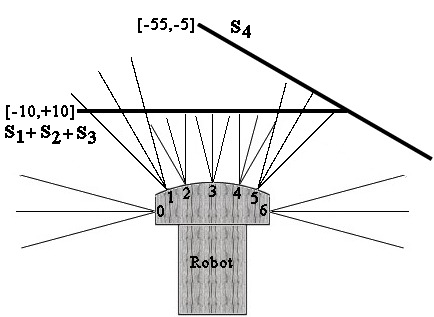 [-55,-5] S4
[-10,+10]
S1+S2+S3
0 1 2 3 4 5 6
Robot